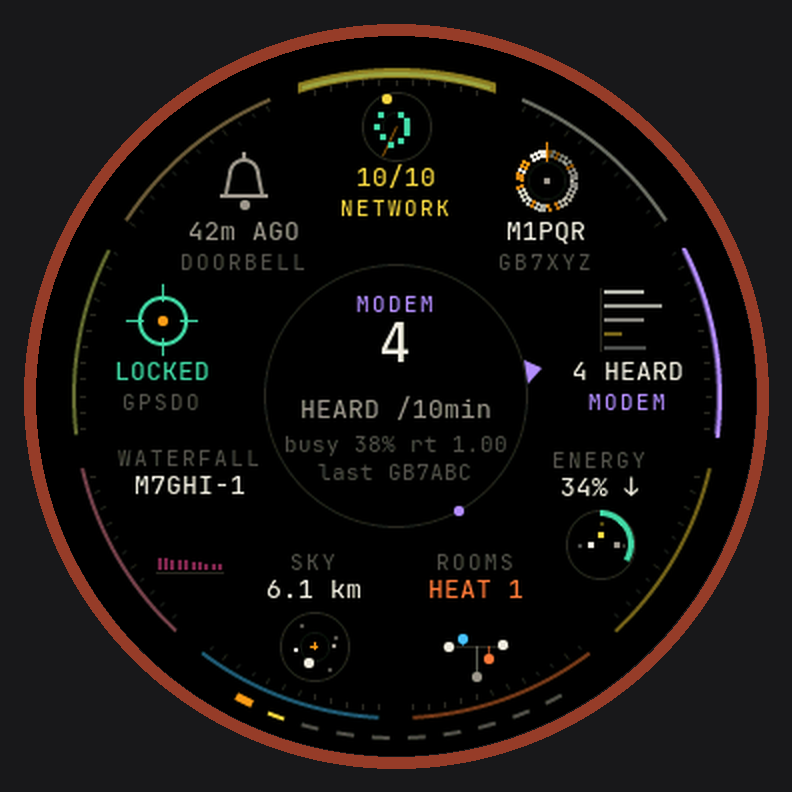 10/10
NETWORK
42m AGO
DOORBELL
M1PQR
GB7XYZ
MODEM
4
HEARD /10min
busy 38% rt 1.00
last GB7ABC
LOCKED
GPSDO
4 HEARD
MODEM
WATERFALL
M7GHI-1
ENERGY
34% ↓
SKY
6.1 km
ROOMS
HEAT 1